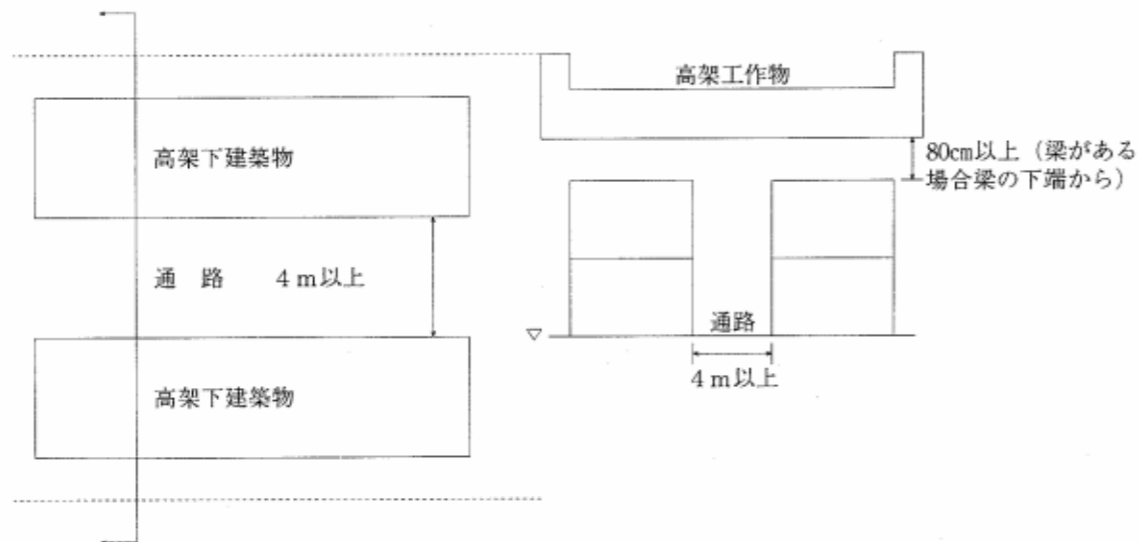 高架工作物
高架下建築物
80㎝以上（梁がある
場合梁の下端から）
通 路 4m以上
通路
4m以上
高架下建築物